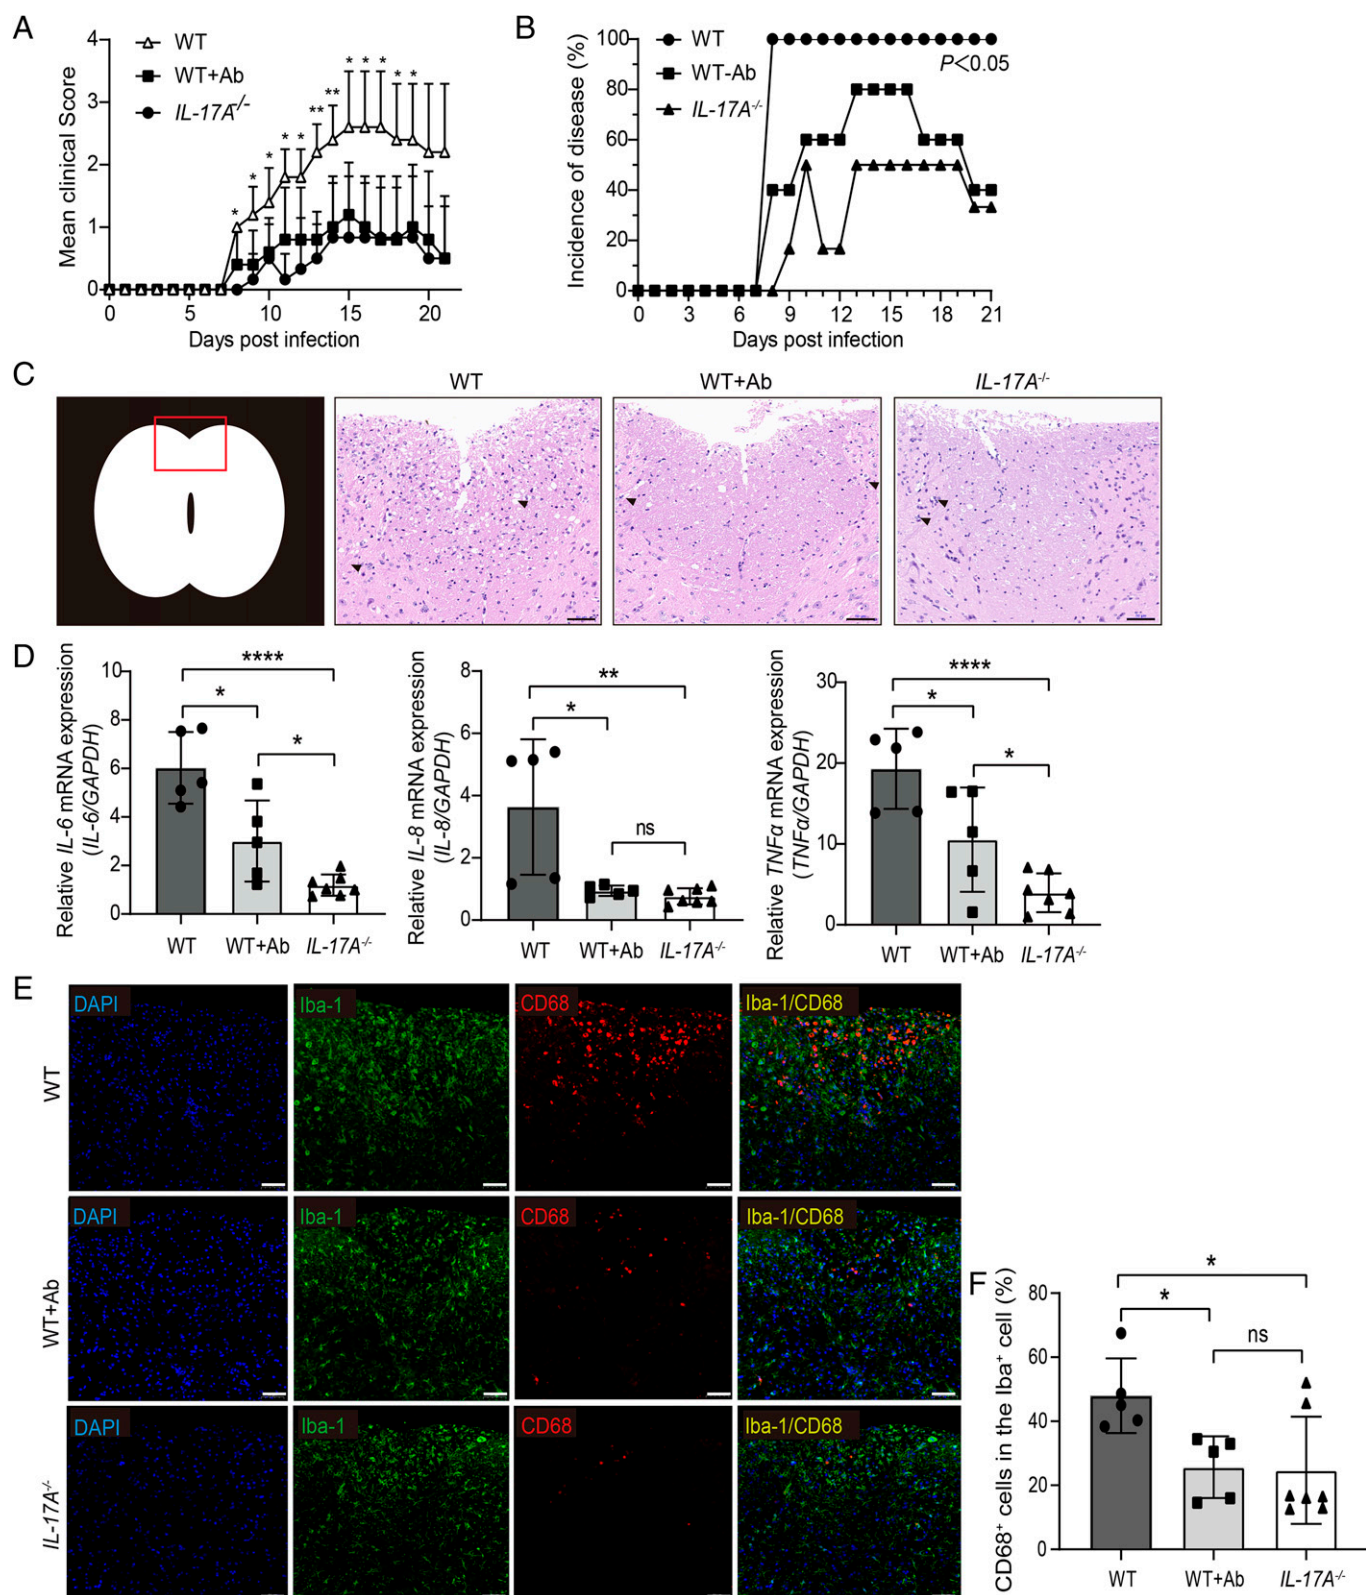 A
4
3
2
1
0
Mean clinical Score
WT
WT+Ab
IL-17A-/-
* * * * * ** ** * * * * *
0 5 10 15 20
Days post infection
B
100
80
60
40
20
0
Incidence of disease (%)
WT
WT-Ab
IL-17A-/-
P<0.05
0 3 6 9 12 15 18 21
Days post infection
C
WT
WT+Ab
IL-17A-/-
D
Relative IL-6 mRNA expression
(IL-6/GAPDH)
10
8
6
4
2
0
****
*
*
WT WT+Ab IL-17A-/-
Relative IL-8 mRNA expression
(IL-8/GAPDH)
8
6
4
2
0
**
*
ns
WT WT+Ab IL-17A-/-
Relative TNFα mRNA expression
(TNFα/GAPDH)
30
20
10
0
****
*
*
WT WT+Ab IL-17A-/-
E
WT
DAPI Iba-1 CD68 Iba-1/CD68
WT+Ab
DAPI Iba-1 CD68 Iba-1/CD68
IL-17A-/-
DAPI Iba-1 CD68 Iba-1/CD68
F
CD68+ cells in the Iba+ cell (%)
80
60
40
20
0
*
*
ns
WT WT+Ab IL-17A-/-